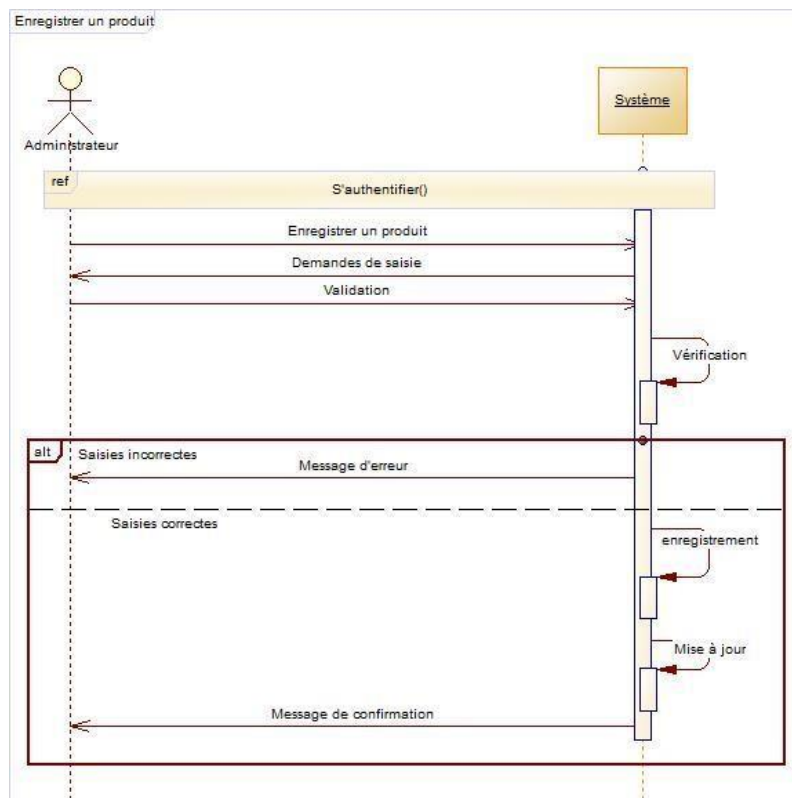 Enregistrer un produit
Système
Administrateur
ref
S'authentifier()
Enregistrer un produit
Demandes de saisie
Validation
Vérification
alt
Saisies incorrectes
Message d'erreur
Saisies correctes
enregistrement
Mise à jour
Message de confirmation